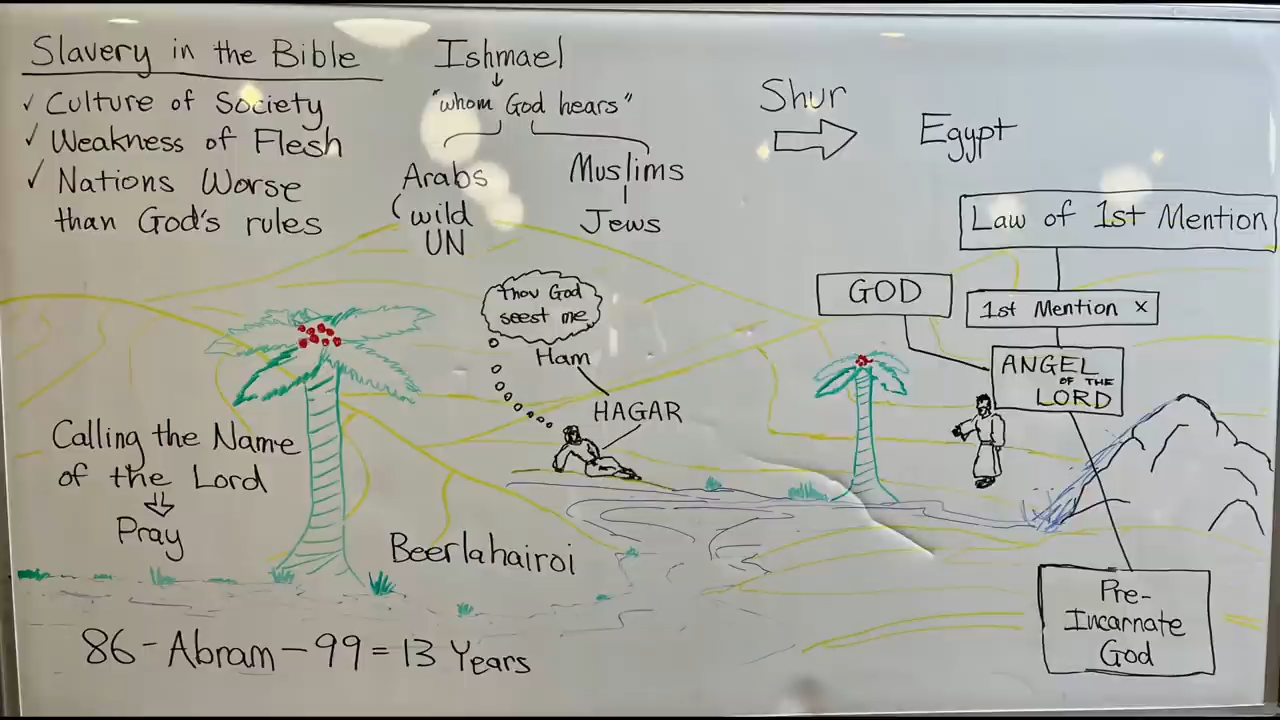 Slavery in the Bible
✓ Culture of Society
✓ Weakness of Flesh
✓ Nations Worse
than God's rules
Ishmael
"whom God hears"
Arabs
wild
UN
Muslims
Jews
Shur
Egypt
Law of 1st Mention
1st Mention x
GOD
ANGEL
OF THE
LORD
Pre-
Incarnate
God
Thou God
seest me
Ham
HAGAR
Calling the Name
of the Lord
Pray
Beerlahairoi
86 - Abram - 99 = 13 Years